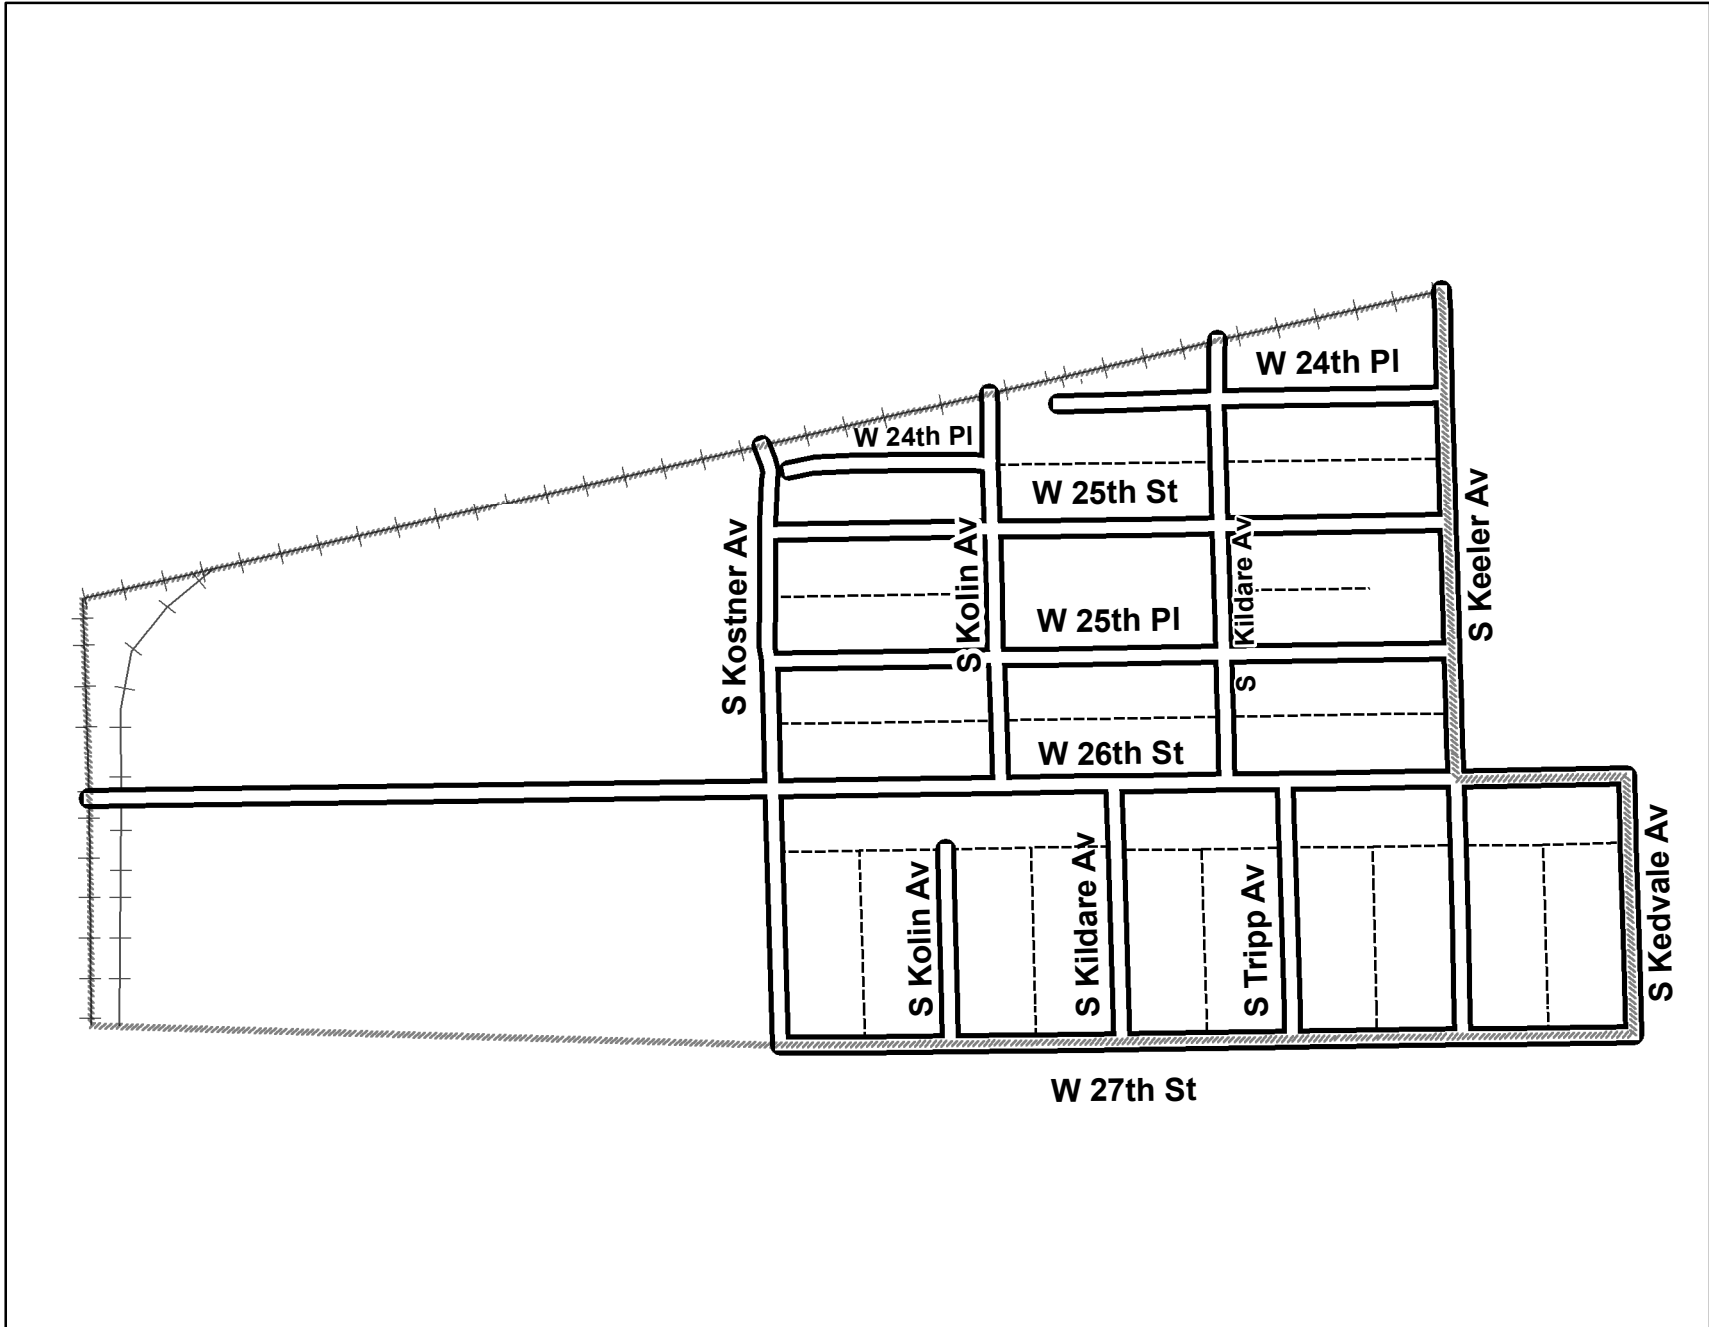 W 24th Pl
W 24th Pl
W 25th St
S Kostner Av
S Kolin Av
S Kildare Av
S Keeler Av
W 25th Pl
W 26th St
S Kolin Av
S Kildare Av
S Tripp Av
S Kedvale Av
W 27th St